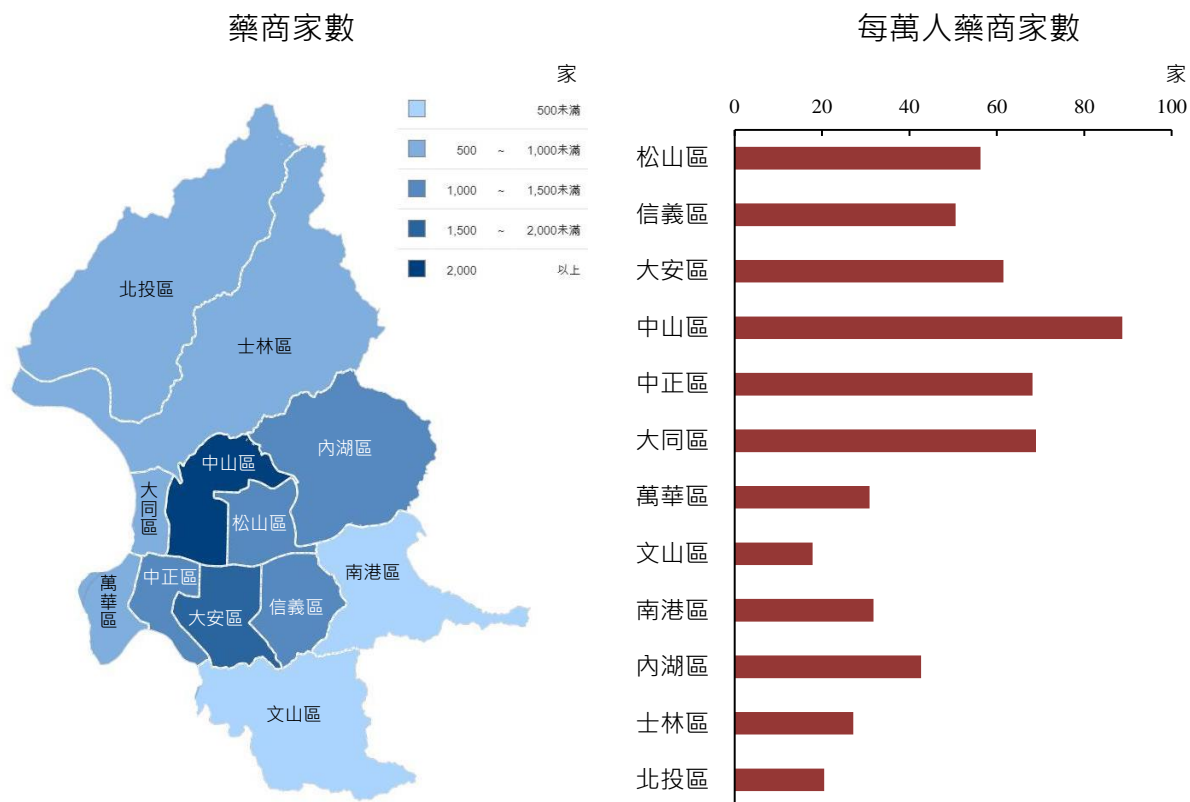 藥商家數
家
500未滿
500 ~ 1,000未滿
1,000 ~ 1,500未滿
1,500 ~ 2,000未滿
2,000 以上
北投區
士林區
內湖區
中山區
大同區
松山區
南港區
萬華區
中正區
大安區
信義區
文山區
每萬人藥商家數
家
0 20 40 60 80 100
松山區
信義區
大安區
中山區
中正區
大同區
萬華區
文山區
南港區
內湖區
士林區
北投區